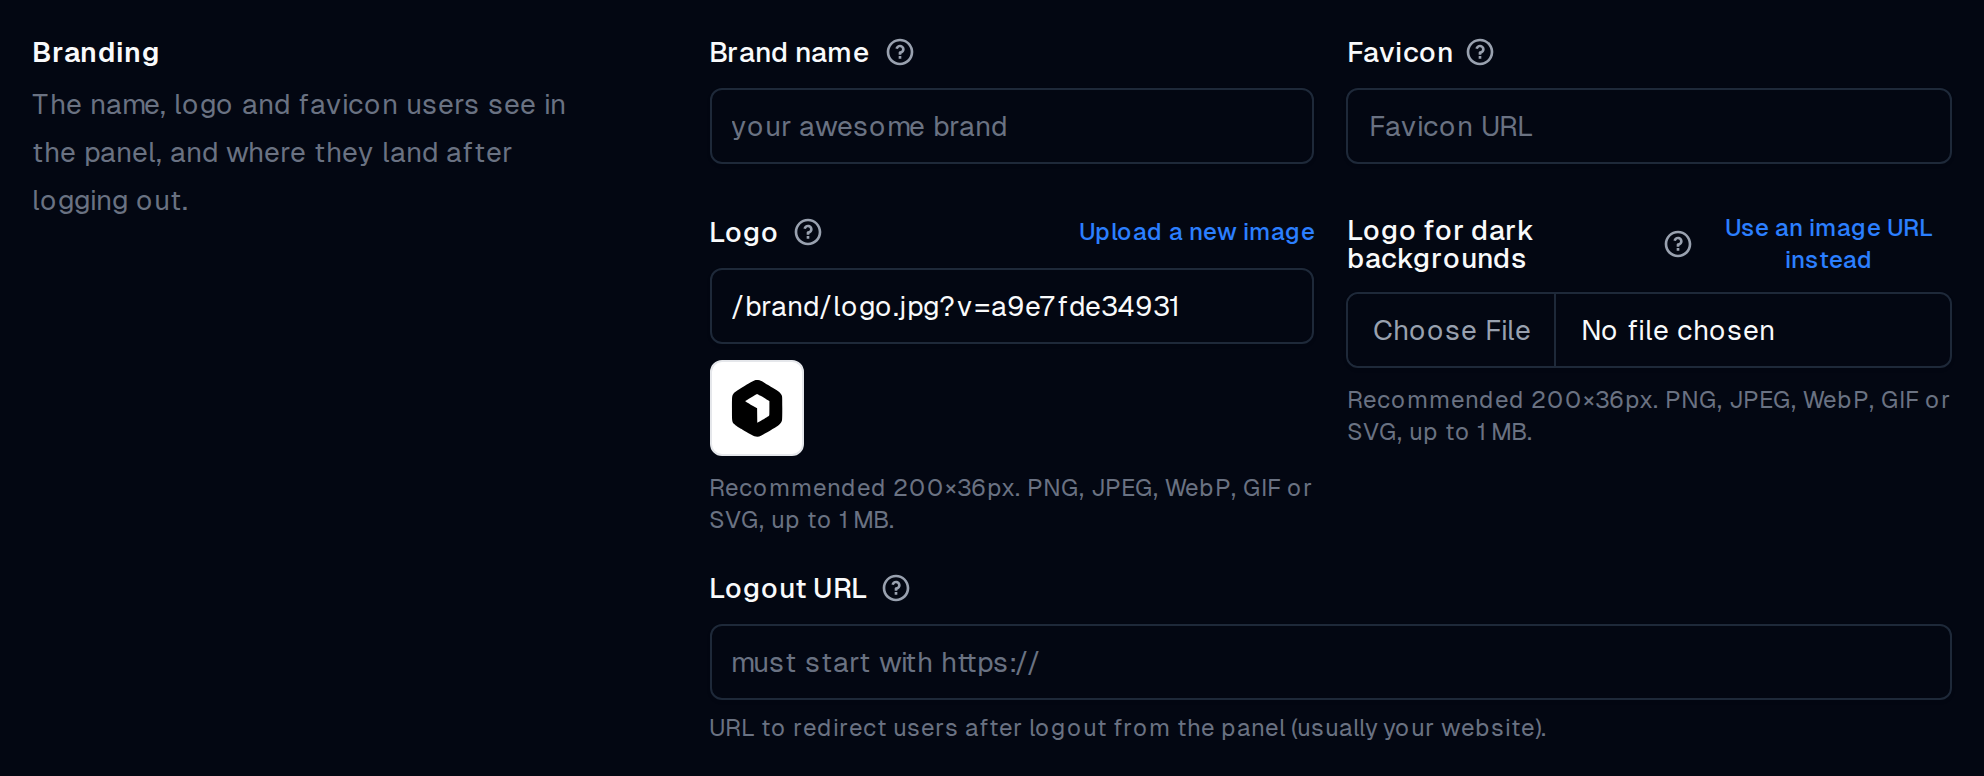 Branding
The name, logo and favicon users see in
the panel, and where they land after
logging out.
Brand name
your awesome brand
Favicon
Favicon URL
Logo
Upload a new image
/brand/logo.jpg?v=a9e7fde34931
Recommended 200×36px. PNG, JPEG, WebP, GIF or
SVG, up to 1 MB.
Logo for dark
backgrounds
Use an image URL
instead
Choose File
No file chosen
Recommended 200×36px. PNG, JPEG, WebP, GIF or
SVG, up to 1 MB.
Logout URL
must start with https://
URL to redirect users after logout from the panel (usually your website).